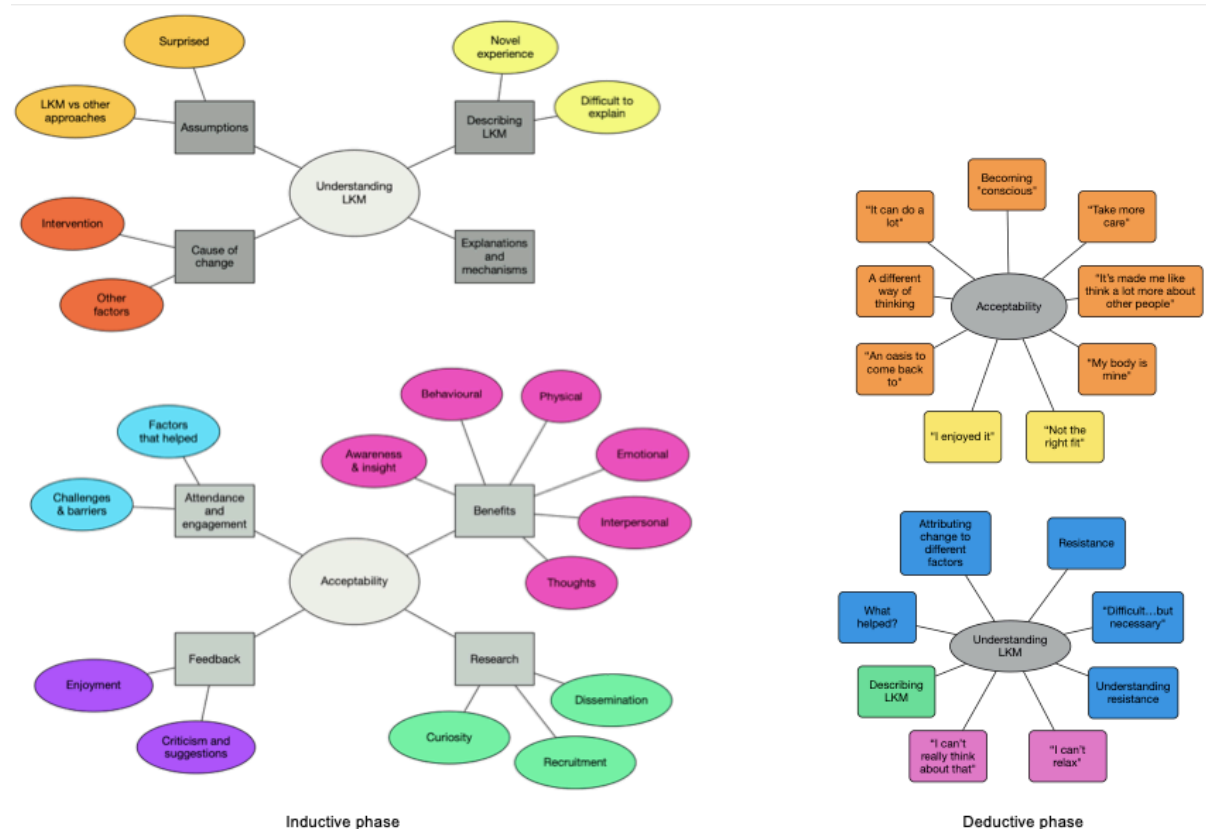 Surprised
LKM vs other
approaches
Assumptions
Novel
experience
Difficult to
explain
Describing
LKM
Understanding
LKM
Intervention
Other
factors
Cause of
change
Explanations
and
mechanisms
Factors
that helped
Challenges
& barriers
Attendance
and
engagement
Behavioural
Physical
Awareness
& insight
Emotional
Benefits
Interpersonal
Thoughts
Acceptability
Feedback
Enjoyment
Criticism and
suggestions
Research
Dissemination
Curiosity
Recruitment
Inductive phase
Becoming
"conscious"
"It can do a
lot"
"Take more
care"
A different
way of
thinking
Acceptability
"It's made me like
think a lot more about
other people"
"An oasis to
come back
to"
"My body is
mine"
"I enjoyed it"
"Not the
right fit"
Attributing
change to
different
factors
Resistance
What
helped?
"Difficult...but
necessary"
Understanding
LKM
Describing
LKM
Understanding
resistance
"I can't
really think
about that"
"I can't
relax"
Deductive phase